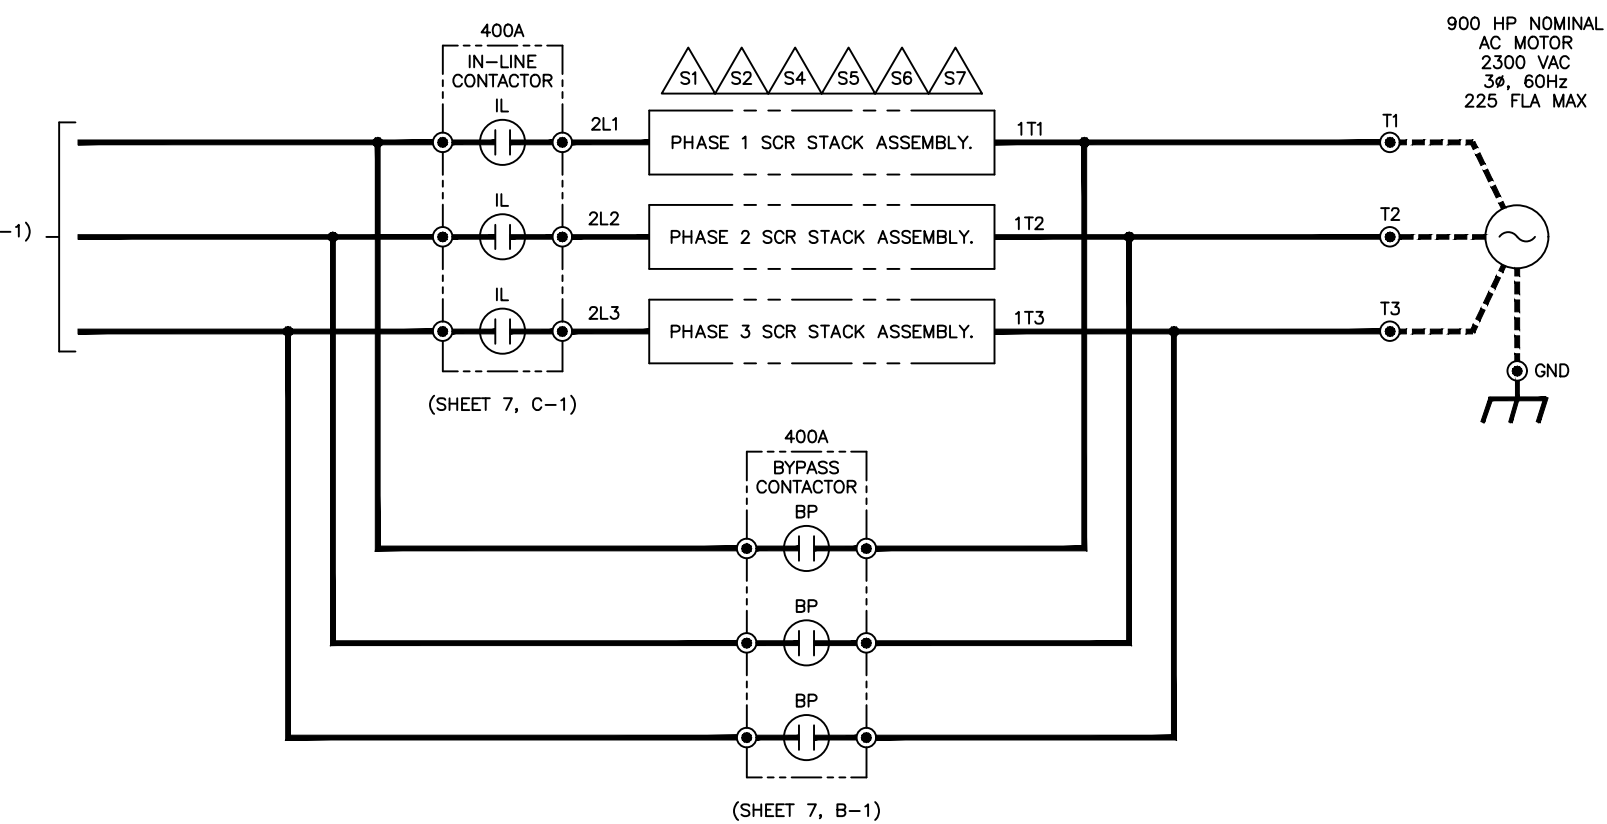 900 HP NOMINAL
AC MOTOR
2300 VAC
3ø, 60Hz
225 FLA MAX
400A
IN-LINE
CONTACTOR
S1 S2 S4 S5 S6 S7
IL
2L1
PHASE 1 SCR STACK ASSEMBLY.
1T1
T1
IL
2L2
PHASE 2 SCR STACK ASSEMBLY.
1T2
T2
-1)
IL
2L3
PHASE 3 SCR STACK ASSEMBLY.
1T3
T3
GND
(SHEET 7, C-1)
400A
BYPASS
CONTACTOR
BP
BP
BP
(SHEET 7, B-1)